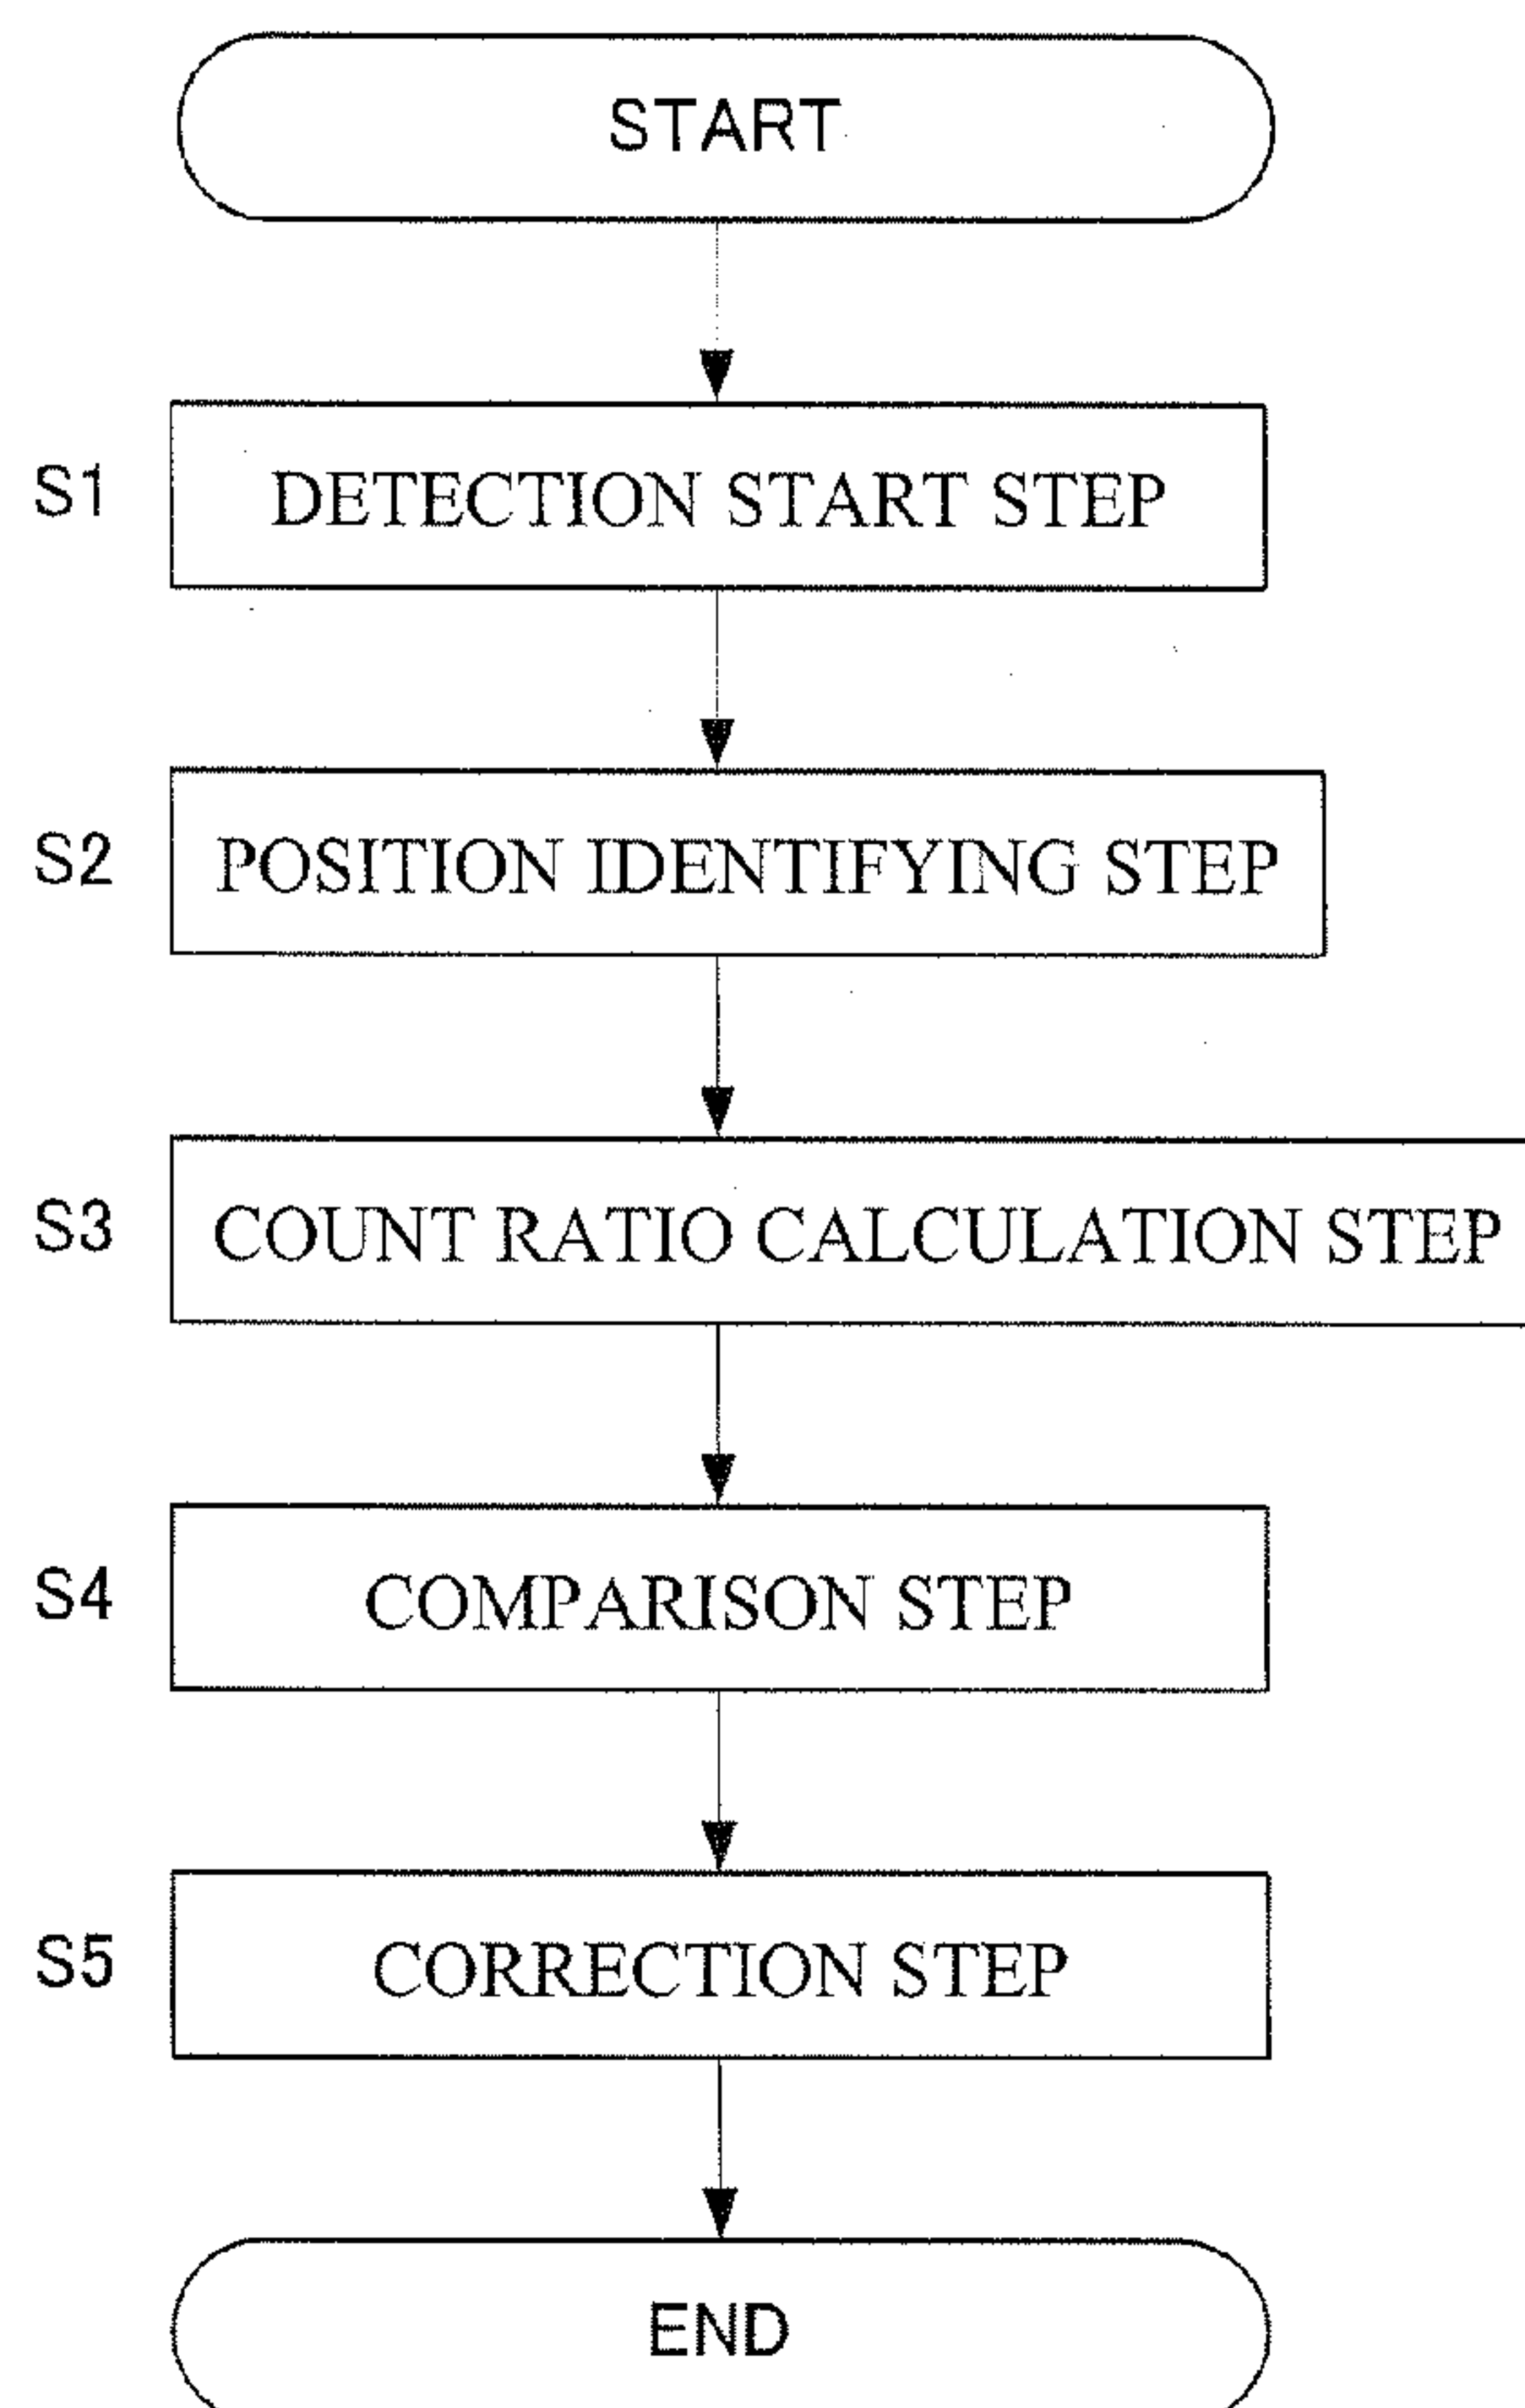 START
S1 DETECTION START STEP
S2 POSITION IDENTIFYING STEP
S3 COUNT RATIO CALCULATION STEP
S4 COMPARISON STEP
S5 CORRECTION STEP
END